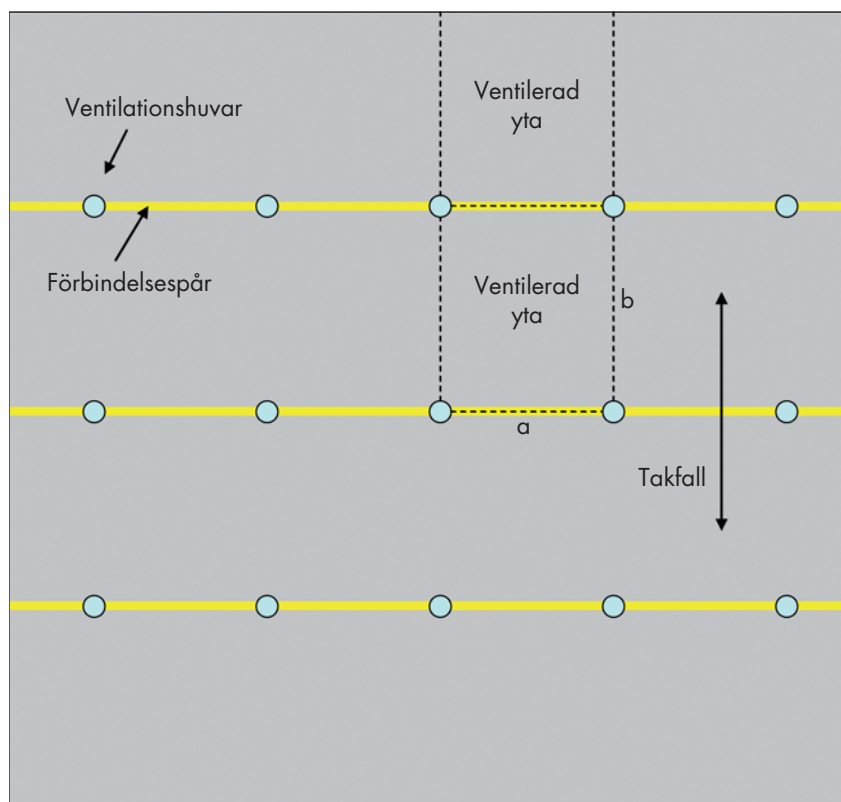 Ventilationshuvar
Ventilerad
yta
Förbindelsespår
Ventilerad
yta
b
a
Takfall